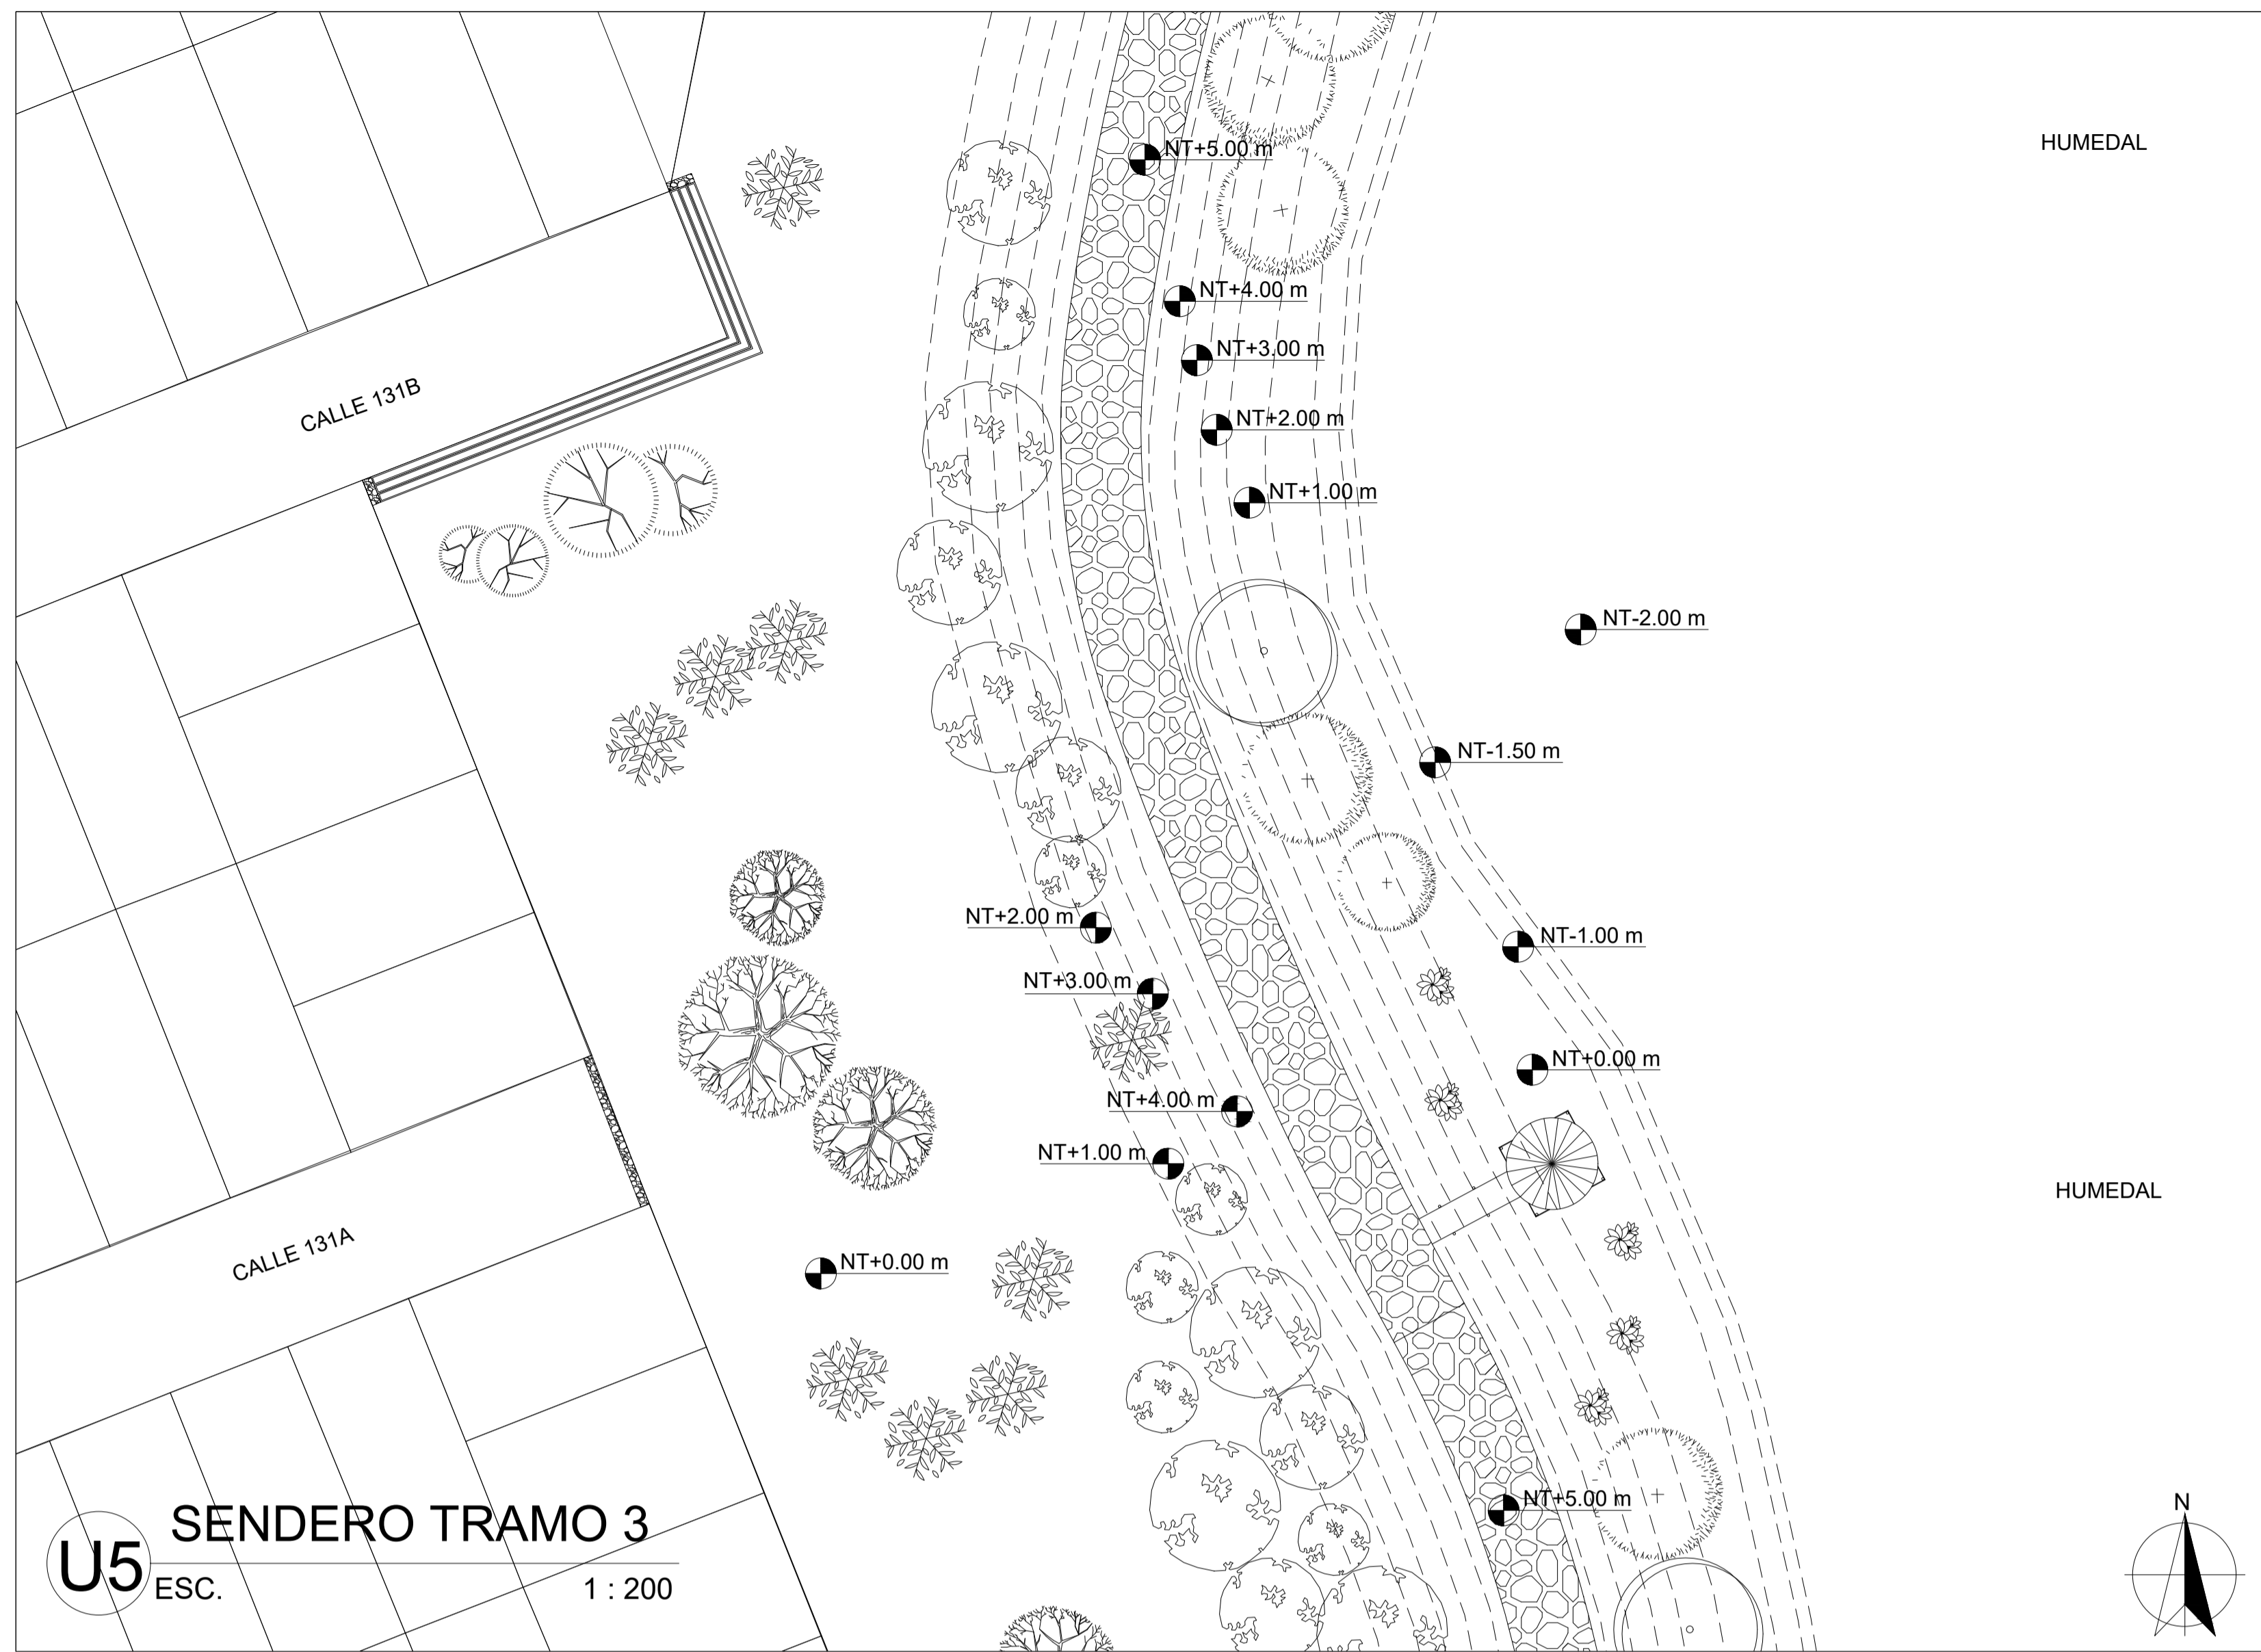 HUMEDAL
NT+5.00 m
NT+4.00 m
NT+3.00 m
NT+2.00 m
CALLE 131B
NT+1.00 m
NT-2.00 m
NT-1.50 m
NT+2.00 m
NT-1.00 m
NT+3.00 m
NT+0.00 m
NT+4.00 m
NT+1.00 m
HUMEDAL
CALLE 131A
NT+0.00 m
NT+5.00 m
N
U5
SENDERO TRAMO 3
ESC. 1 : 200